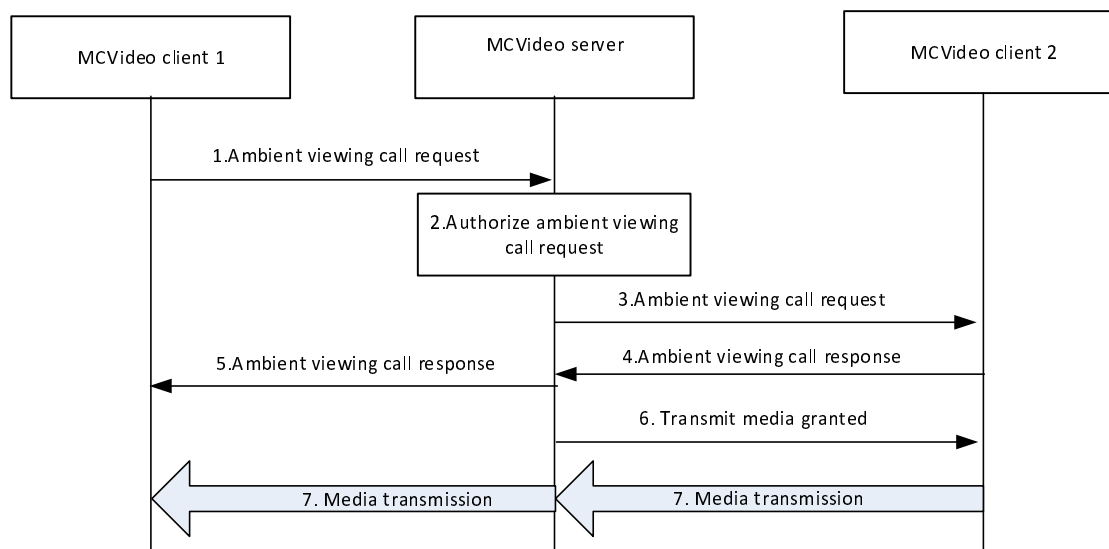 MCVideo client 1
MCVideo server
MCVideo client 2
1.Ambient viewing call request
2.Authorize ambient viewing
call request
3.Ambient viewing call request
4.Ambient viewing call response
5.Ambient viewing call response
6. Transmit media granted
7. Media transmission
7. Media transmission